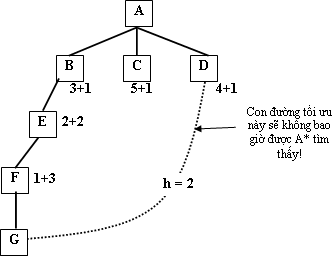 A
B
C
D
3+1
5+1
4+1
E
2+2
Con đường tối ưu
này sẽ không bao
giờ được A* tìm
thấy!
F
1+3
h = 2
G